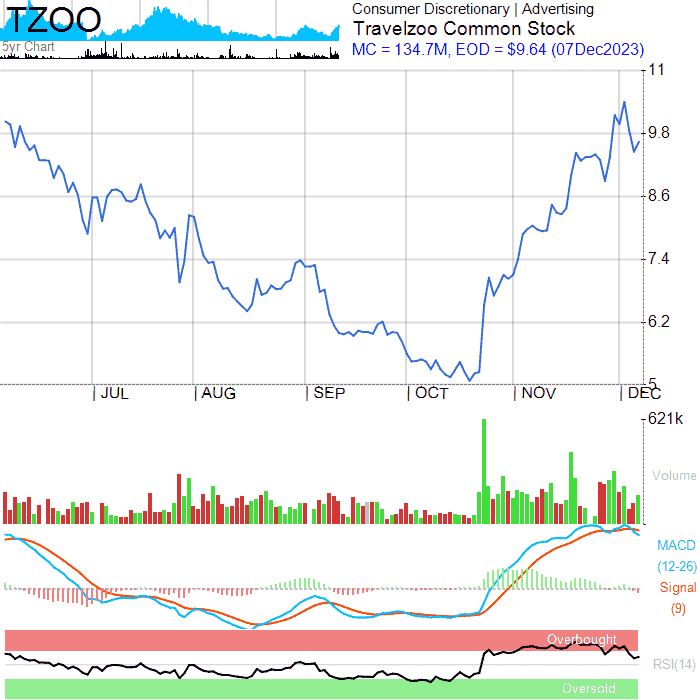 TZOO
5yr Chart
Consumer Discretionary | Advertising
Travelzoo Common Stock
MC = 134.7M, EOD = $9.64 (07Dec2023)
11
9.8
8.6
7.4
6.2
5
JUL AUG SEP OCT NOV DEC
621k
Volume
MACD
(12-26)
Signal
(9)
Overbought
RSI(14)
Oversold